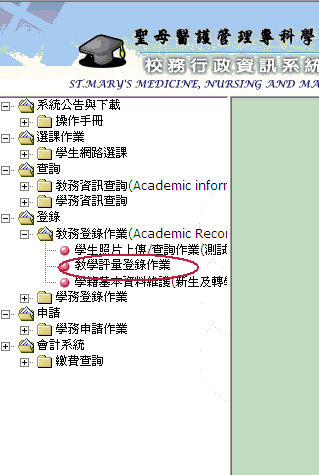 聖母醫護管理專科學
校務行政資訊系統
ST.MARY'S MEDICINE, NURSING AND MA
系統公告與下載
操作手冊
選課作業
學生網路選課
查詢
教務資訊查詢(Academic inform
學務資訊查詢
登錄
教務登錄作業(Academic Recor
學生照片上傳/查詢作業(測試
教學評量登錄作業
學籍基本資料維護(新生及轉學
學務登錄作業
申請
學務申請作業
會計系統
繳費查詢